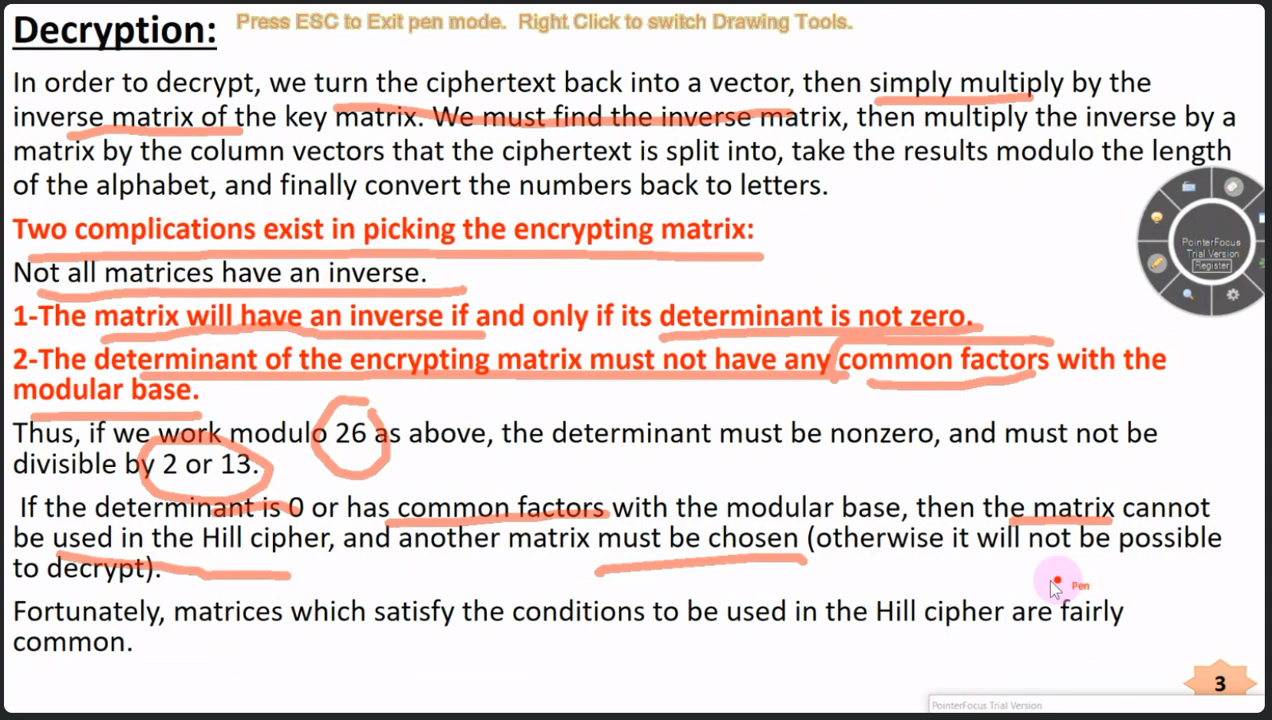 Decryption:
Press ESC to Exit pen mode. Right Click to switch Drawing Tools.
In order to decrypt, we turn the ciphertext back into a vector, then simply multiply by the
inverse matrix of the key matrix. We must find the inverse matrix, then multiply the inverse by a
matrix by the column vectors that the ciphertext is split into, take the results modulo the length
of the alphabet, and finally convert the numbers back to letters.
Two complications exist in picking the encrypting matrix:
Not all matrices have an inverse.
1-The matrix will have an inverse if and only if its determinant is not zero.
2-The determinant of the encrypting matrix must not have any common factors with the
modular base.
Thus, if we work modulo 26 as above, the determinant must be nonzero, and must not be
divisible by 2 or 13.
If the determinant is 0 or has common factors with the modular base, then the matrix cannot
be used in the Hill cipher, and another matrix must be chosen (otherwise it will not be possible
to decrypt).
Fortunately, matrices which satisfy the conditions to be used in the Hill cipher are fairly
common.
PointerFocus
Trial Version
Register
Pen
3
PointerFocus Trial Version